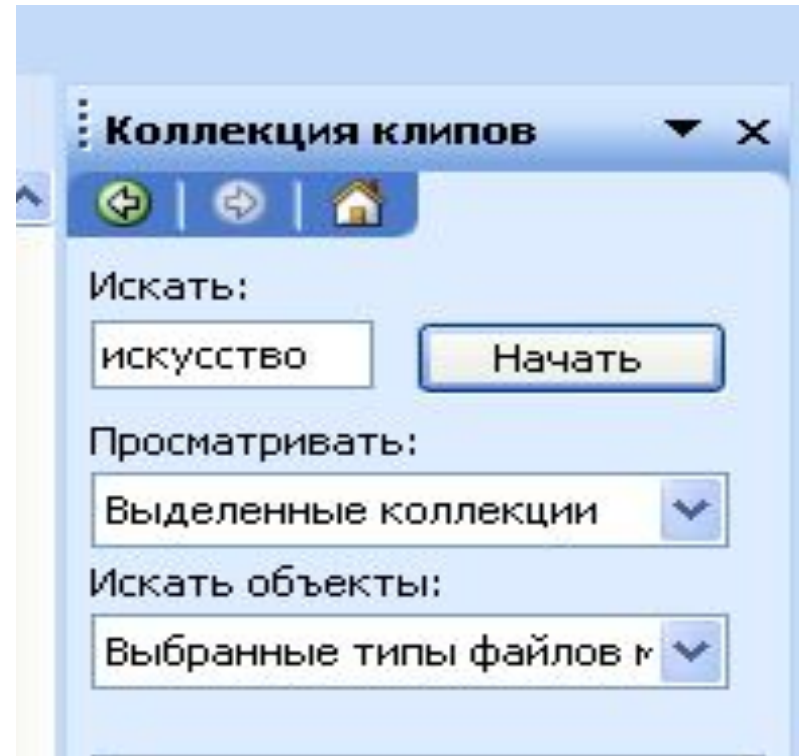 Коллекция клипов
Искать:
искусство Начать
Просматривать:
Выделенные коллекции
Искать объекты:
Выбранные типы файлов м